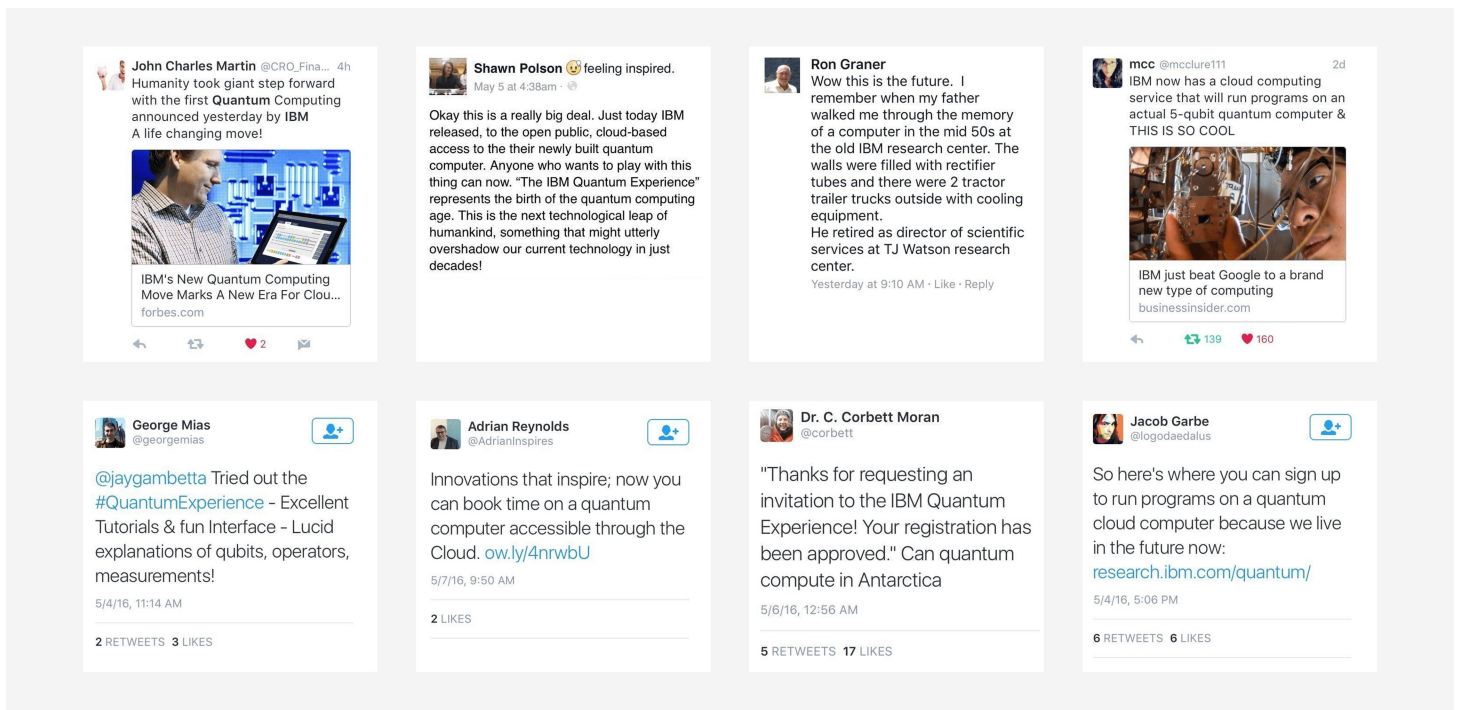 John Charles Martin @CRO_Fina... 4h
Humanity took giant step forward
with the first Quantum Computing
announced yesterday by IBM
A life changing move!
IBM's New Quantum Computing
Move Marks A New Era For Clou...
forbes.com
2
Shawn Polson feeling inspired.
May 5 at 4:38am ·
Okay this is a really big deal. Just today IBM
released, to the open public, cloud-based
access to the their newly built quantum
computer. Anyone who wants to play with this
thing can now. “The IBM Quantum Experience”
represents the birth of the quantum computing
age. This is the next technological leap of
humankind, something that might utterly
overshadow our current technology in just
decades!
Ron Graner
Wow this is the future. I
remember when my father
walked me through the memory
of a computer in the mid 50s at
the old IBM research center. The
walls were filled with rectifier
tubes and there were 2 tractor
trailer trucks outside with cooling
equipment.
He retired as director of scientific
services at TJ Watson research
center.
Yesterday at 9:10 AM · Like · Reply
mcc @mcclure111 2d
IBM now has a cloud computing
service that will run programs on an
actual 5-qubit quantum computer &
THIS IS SO COOL
IBM just beat Google to a brand
new type of computing
businessinsider.com
139 160
George Mias
@georgemias
@jaygambetta Tried out the
#QuantumExperience - Excellent
Tutorials & fun Interface - Lucid
explanations of qubits, operators,
measurements!
5/4/16, 11:14 AM
2 RETWEETS 3 LIKES
Adrian Reynolds
@AdrianInspires
Innovations that inspire; now you
can book time on a quantum
computer accessible through the
Cloud. ow.ly/4nrwbU
5/7/16, 9:50 AM
2 LIKES
Dr. C. Corbett Moran
@corbett
"Thanks for requesting an
invitation to the IBM Quantum
Experience! Your registration has
been approved." Can quantum
compute in Antarctica
5/6/16, 12:56 AM
5 RETWEETS 17 LIKES
Jacob Garbe
@logodaedalus
So here's where you can sign up
to run programs on a quantum
cloud computer because we live
in the future now:
research.ibm.com/quantum/
5/4/16, 5:06 PM
6 RETWEETS 6 LIKES